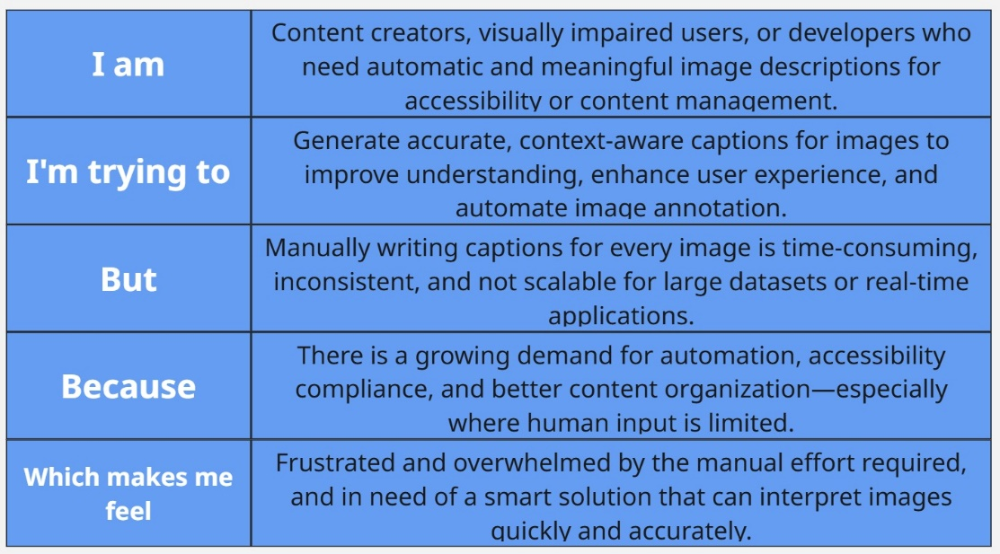 I am
Content creators, visually impaired users, or developers who
need automatic and meaningful image descriptions for
accessibility or content management.
I'm trying to
Generate accurate, context-aware captions for images to
improve understanding, enhance user experience, and
automate image annotation.
But
Manually writing captions for every image is time-consuming,
inconsistent, and not scalable for large datasets or real-time
applications.
Because
There is a growing demand for automation, accessibility
compliance, and better content organization—especially
where human input is limited.
Which makes me
feel
Frustrated and overwhelmed by the manual effort required,
and in need of a smart solution that can interpret images
quickly and accurately.